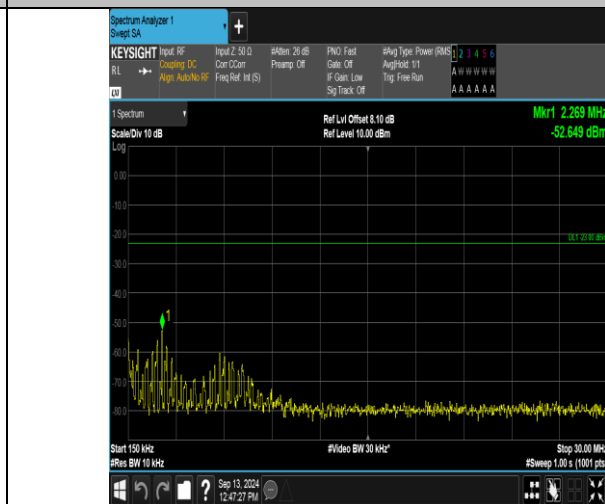 Spectrum Analyzer 1
Swept SA
+
KEYSIGHT Input: RF Input Z: 50 Ω #Atten: 26 dB PNO: Fast #Avg Type: Power (RMS 1 2 3 4 5 6
RL Coupling: DC Corr CCorr Preamp: Off Gate: Off Avg|Hold: 1/1 A W W W W W
Align: Auto/No RF Freq Ref: Int (S) IF Gain: Low Trig: Free Run
LXI Sig Track: Off A A A A A A
1 Spectrum Ref Lvl Offset 8.10 dB Mkr1 2.269 MHz
Scale/Div 10 dB Ref Level 10.00 dBm -52.649 dBm
Log
0.00
-10.0
-20.0
DL1 -23.00 dBm
-30.0
-40.0
1
-50.0
-60.0
-70.0
-80.0
Start 150 kHz #Video BW 30 kHz* Stop 30.00 MHz
#Res BW 10 kHz #Sweep 1.00 s (1001 pts
? Sep 13, 2024
12:47:27 PM